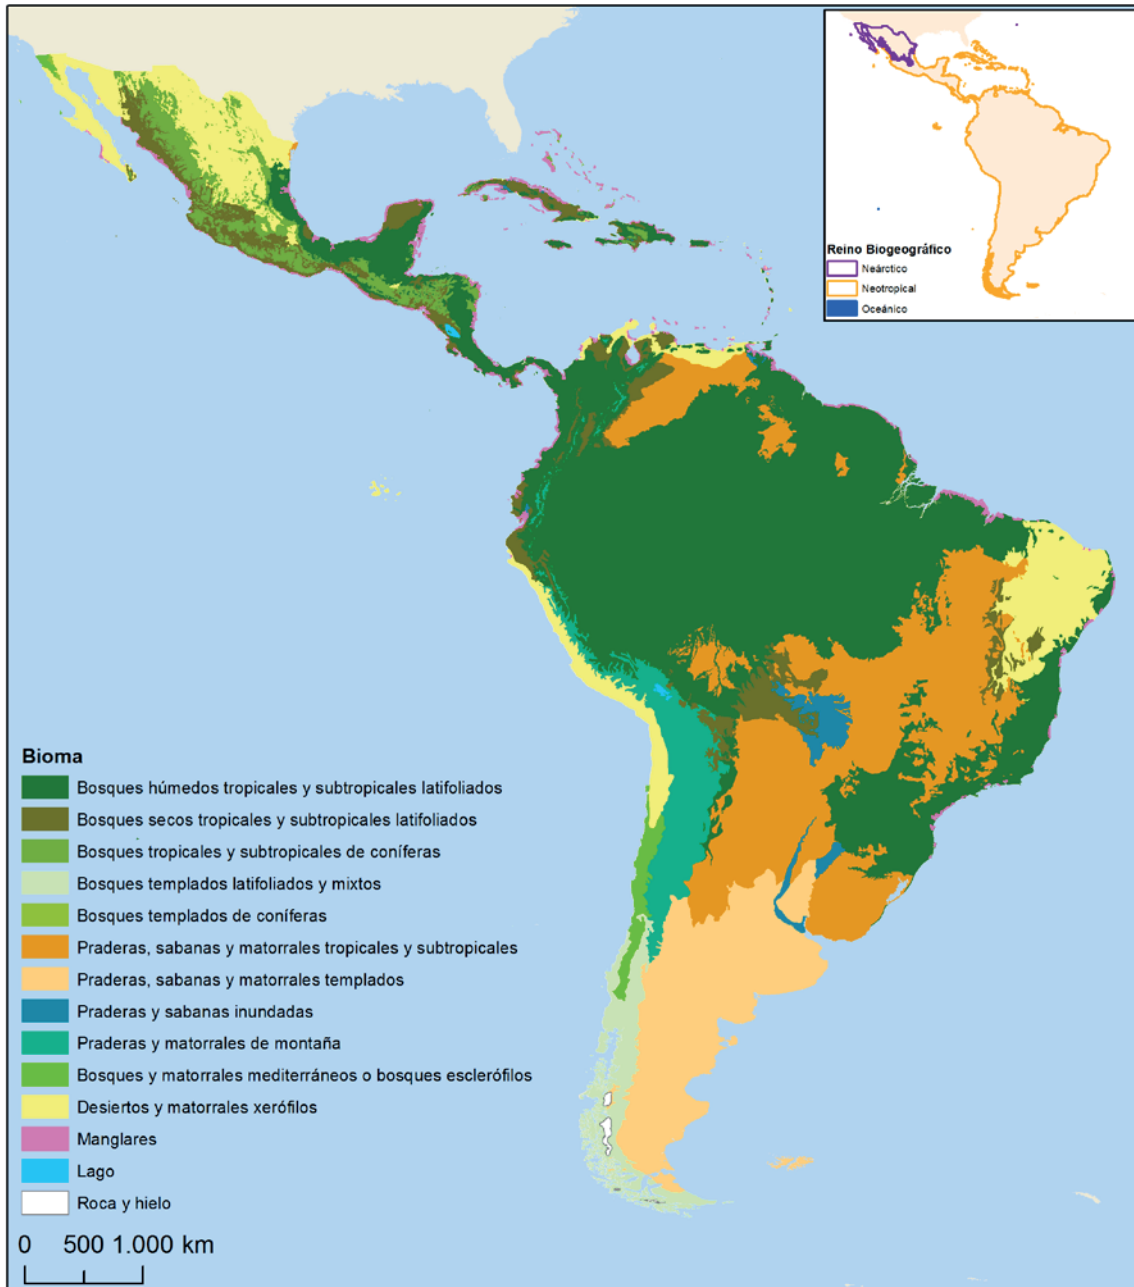 Reino Biogeográfico
Neárctico
Neotropical
Oceánico
Bioma
Bosques húmedos tropicales y subtropicales latifoliados
Bosques secos tropicales y subtropicales latifoliados
Bosques tropicales y subtropicales de coníferas
Bosques templados latifoliados y mixtos
Bosques templados de coníferas
Praderas, sabanas y matorrales tropicales y subtropicales
Praderas, sabanas y matorrales templados
Praderas y sabanas inundadas
Praderas y matorrales de montaña
Bosques y matorrales mediterráneos o bosques esclerófilos
Desiertos y matorrales xerófilos
Manglares
Lago
Roca y hielo
0 500 1.000 km